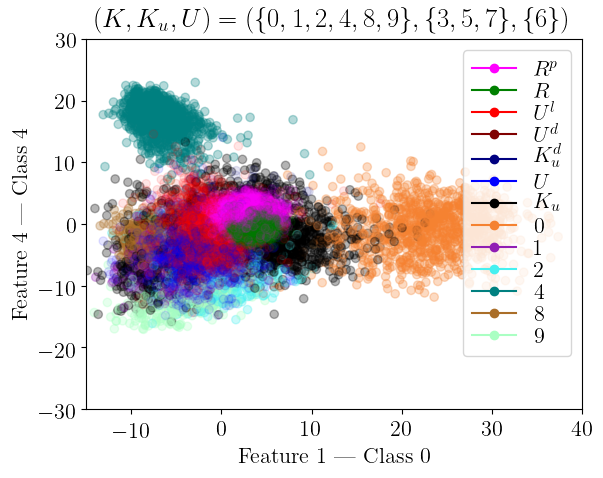 (K, K_u, U) = ({0, 1, 2, 4, 8, 9}, {3, 5, 7}, {6})
30
20
10
0
−10
−20
−30
Feature 4 — Class 4
−10
0
10
20
30
40
Feature 1 — Class 0
R^p
R
U^l
U^d
K_u^d
U
K_u
0
1
2
4
8
9